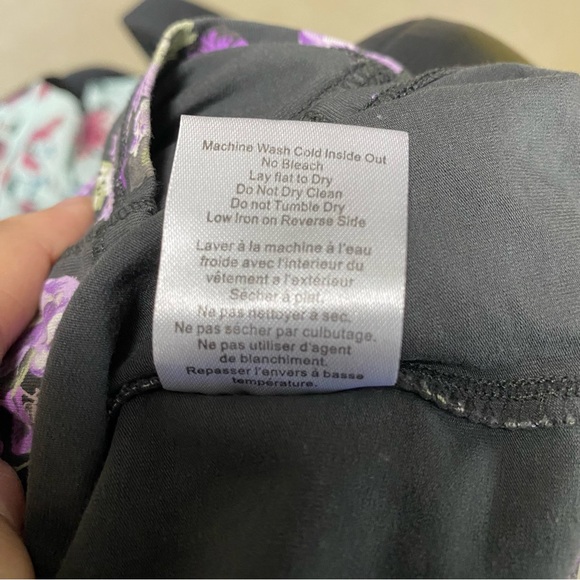 Machine Wash Cold Inside Out
No Bleach
Lay flat to Dry
Do Not Dry Clean
Do not Tumble Dry
Low Iron on Reverse Side
Laver à la machine à l'eau
froide avec l'interieur du
vêtement a l'extérieur
Sécher à plat.
Ne pas nettoyer a sec.
Ne pas sécher par culbutage.
Ne pas utiliser d'agent
de blanchiment.
Repasser l'envers à basse
température.